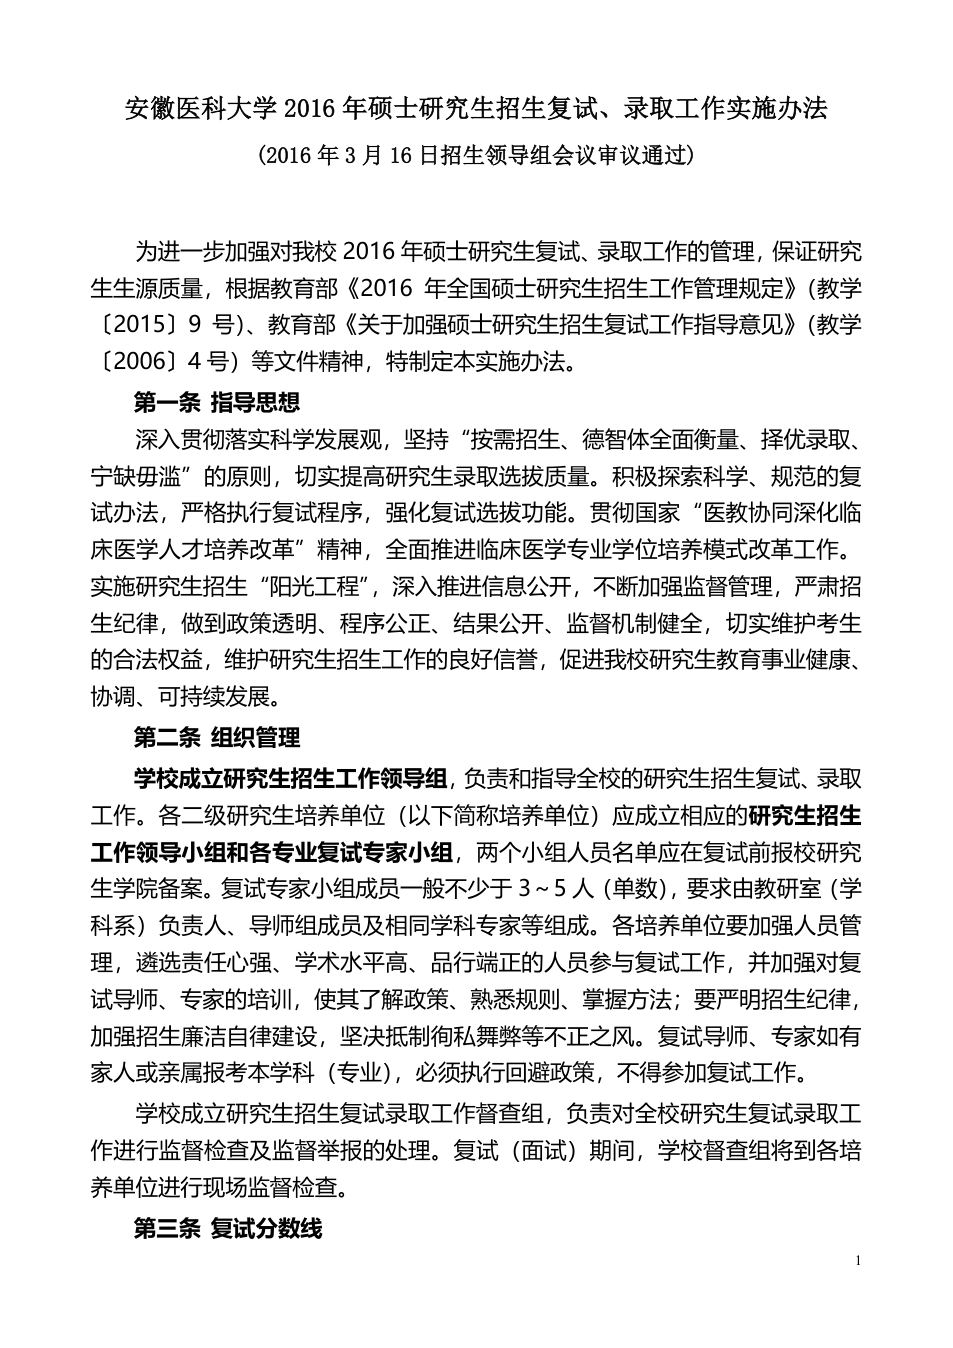 安徽医科大学 2016 年硕士研究生招生复试、录取工作实施办法
(2016 年 3 月 16 日招生领导组会议审议通过)
为进一步加强对我校 2016 年硕士研究生复试、录取工作的管理，保证研究
生生源质量，根据教育部《2016 年全国硕士研究生招生工作管理规定》（教学
〔2015〕9 号）、教育部《关于加强硕士研究生招生复试工作指导意见》（教学
〔2006〕4 号）等文件精神，特制定本实施办法。
第一条 指导思想
深入贯彻落实科学发展观，坚持“按需招生、德智体全面衡量、择优录取、
宁缺毋滥”的原则，切实提高研究生录取选拔质量。积极探索科学、规范的复
试办法，严格执行复试程序，强化复试选拔功能。贯彻国家“医教协同深化临
床医学人才培养改革”精神，全面推进临床医学专业学位培养模式改革工作。
实施研究生招生“阳光工程”，深入推进信息公开，不断加强监督管理，严肃招
生纪律，做到政策透明、程序公正、结果公开、监督机制健全，切实维护考生
的合法权益，维护研究生招生工作的良好信誉，促进我校研究生教育事业健康、
协调、可持续发展。
第二条 组织管理
学校成立研究生招生工作领导组，负责和指导全校的研究生招生复试、录取
工作。各二级研究生培养单位（以下简称培养单位）应成立相应的研究生招生
工作领导小组和各专业复试专家小组，两个小组人员名单应在复试前报校研究
生学院备案。复试专家小组成员一般不少于 3～5 人（单数），要求由教研室（学
科系）负责人、导师组成员及相同学科专家等组成。各培养单位要加强人员管
理，遴选责任心强、学术水平高、品行端正的人员参与复试工作，并加强对复
试导师、专家的培训，使其了解政策、熟悉规则、掌握方法；要严明招生纪律，
加强招生廉洁自律建设，坚决抵制徇私舞弊等不正之风。复试导师、专家如有
家人或亲属报考本学科（专业），必须执行回避政策，不得参加复试工作。
学校成立研究生招生复试录取工作督查组，负责对全校研究生复试录取工
作进行监督检查及监督举报的处理。复试（面试）期间，学校督查组将到各培
养单位进行现场监督检查。
第三条 复试分数线
1